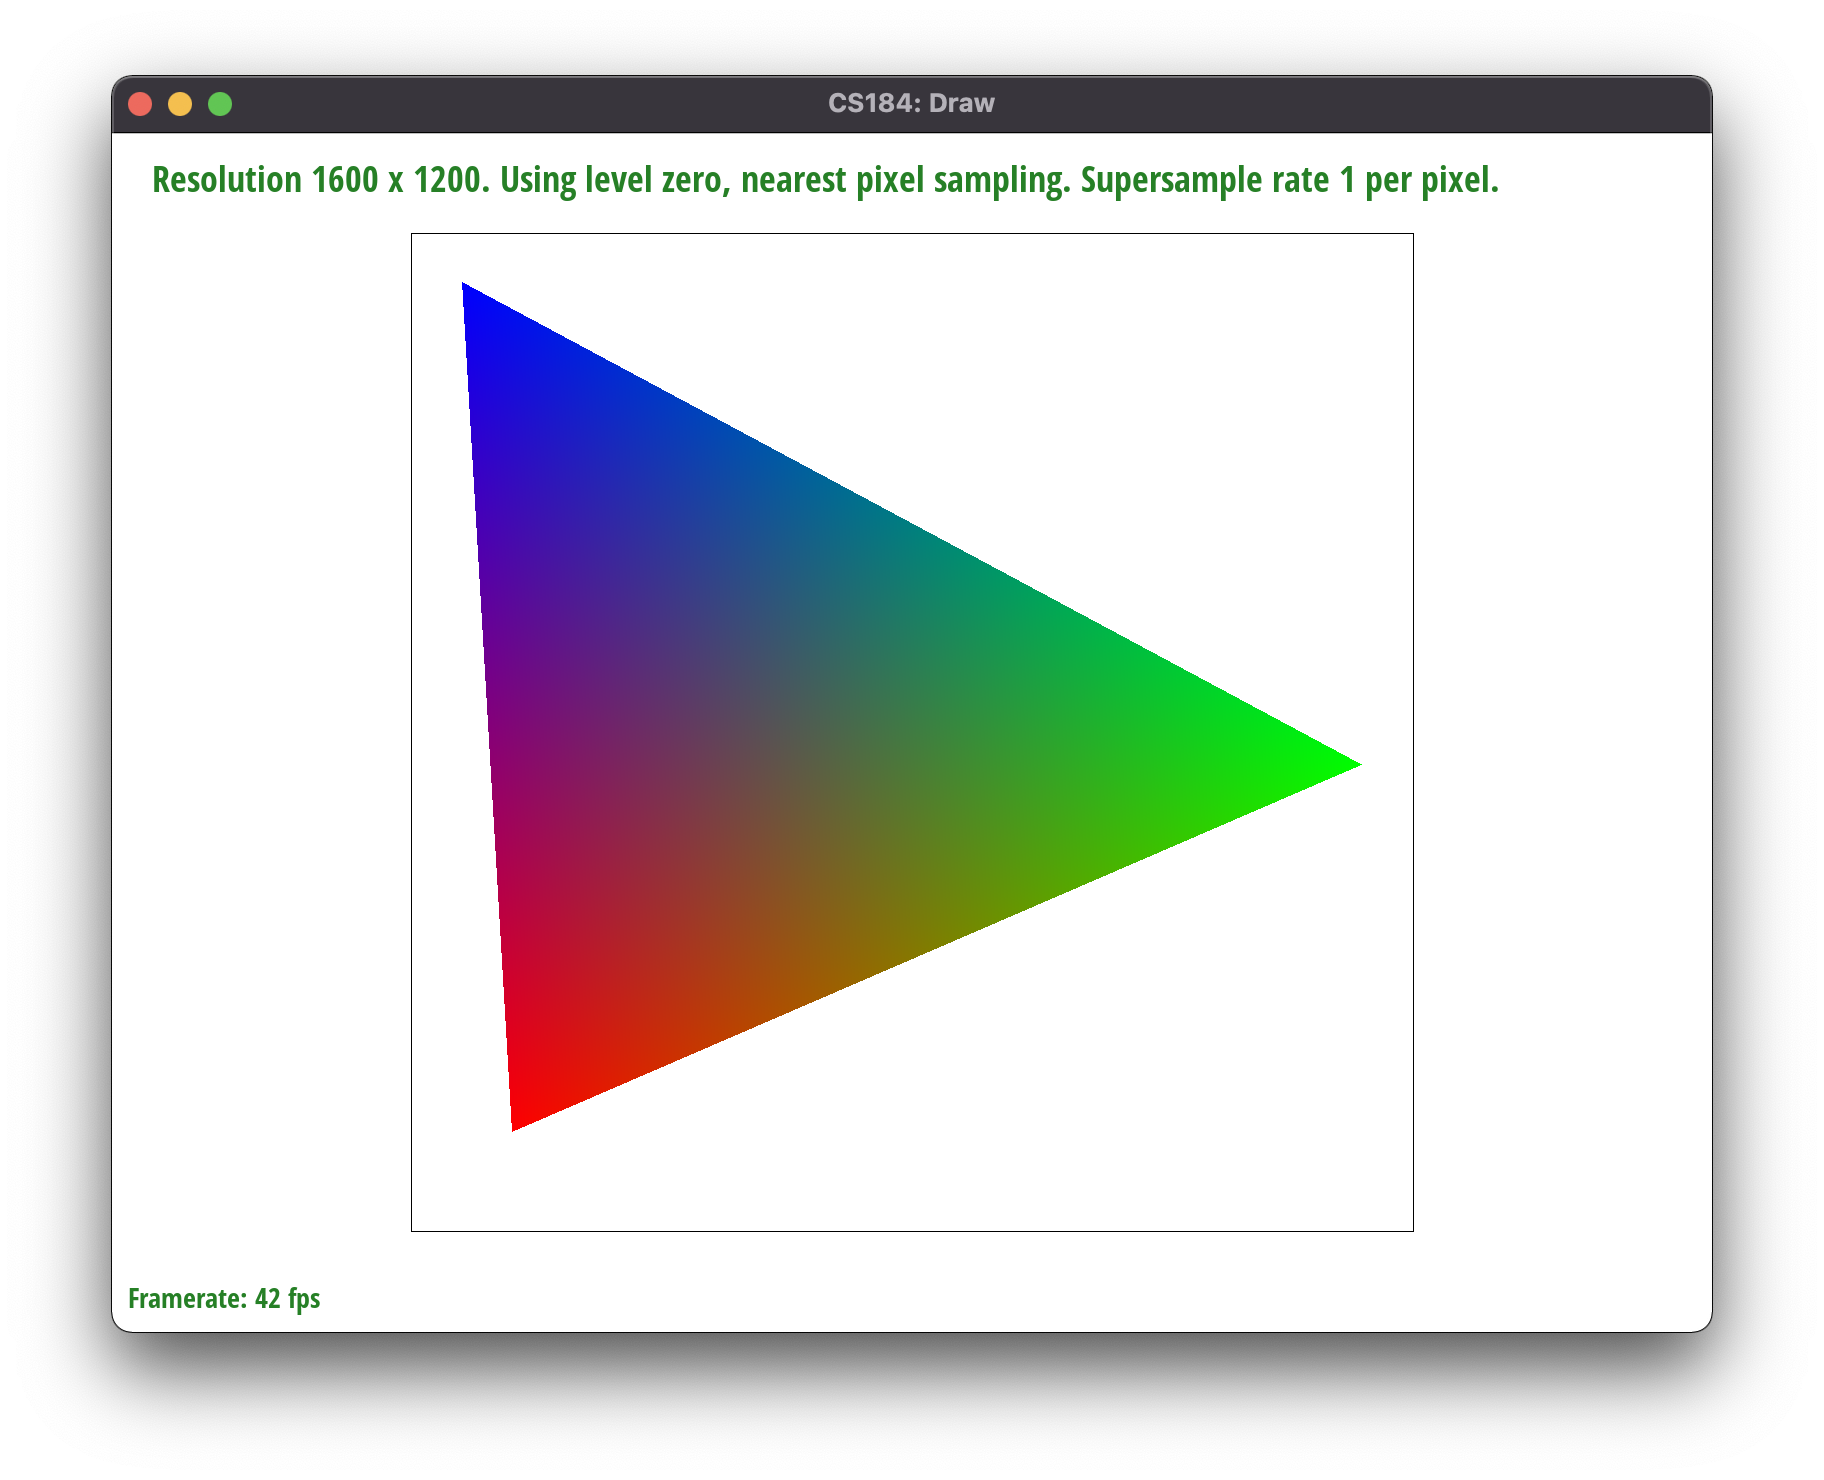 CS184: Draw
Resolution 1600 x 1200. Using level zero, nearest pixel sampling. Supersample rate 1 per pixel.
Framerate: 42 fps